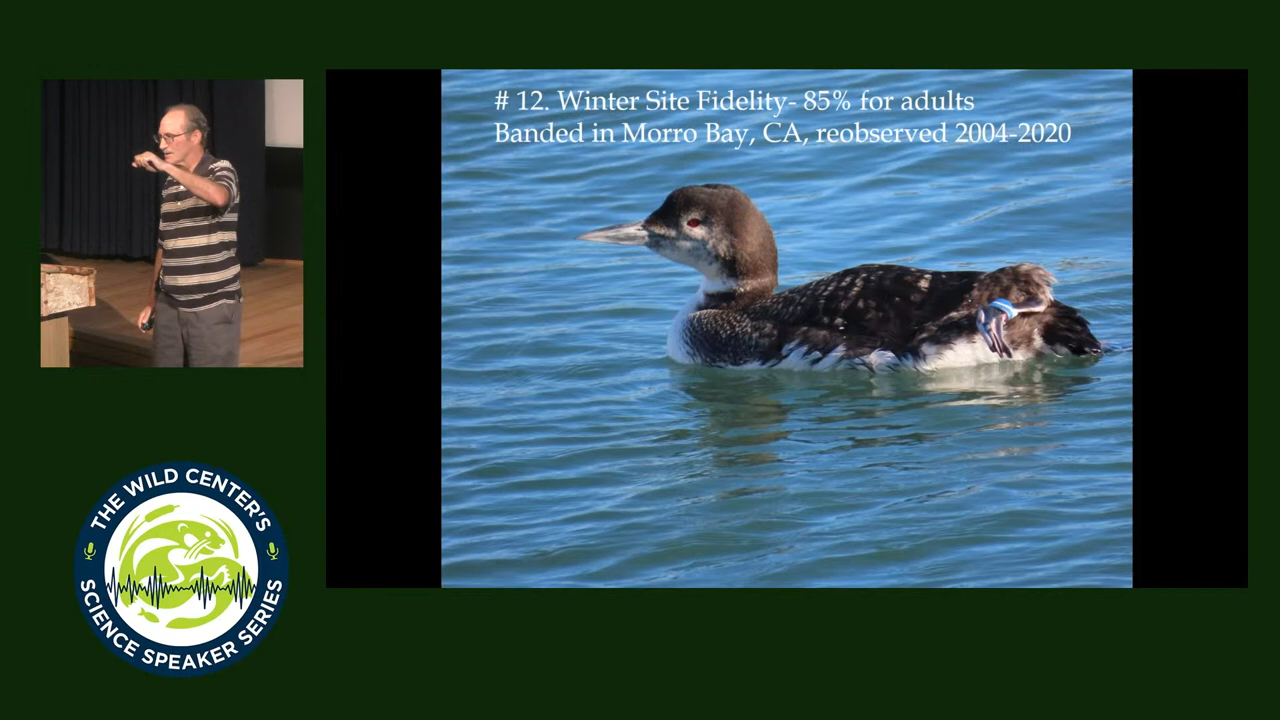 # 12. Winter Site Fidelity- 85% for adults
Banded in Morro Bay, CA, reobserved 2004-2020
THE WILD CENTER'S
SCIENCE SPEAKER SERIES